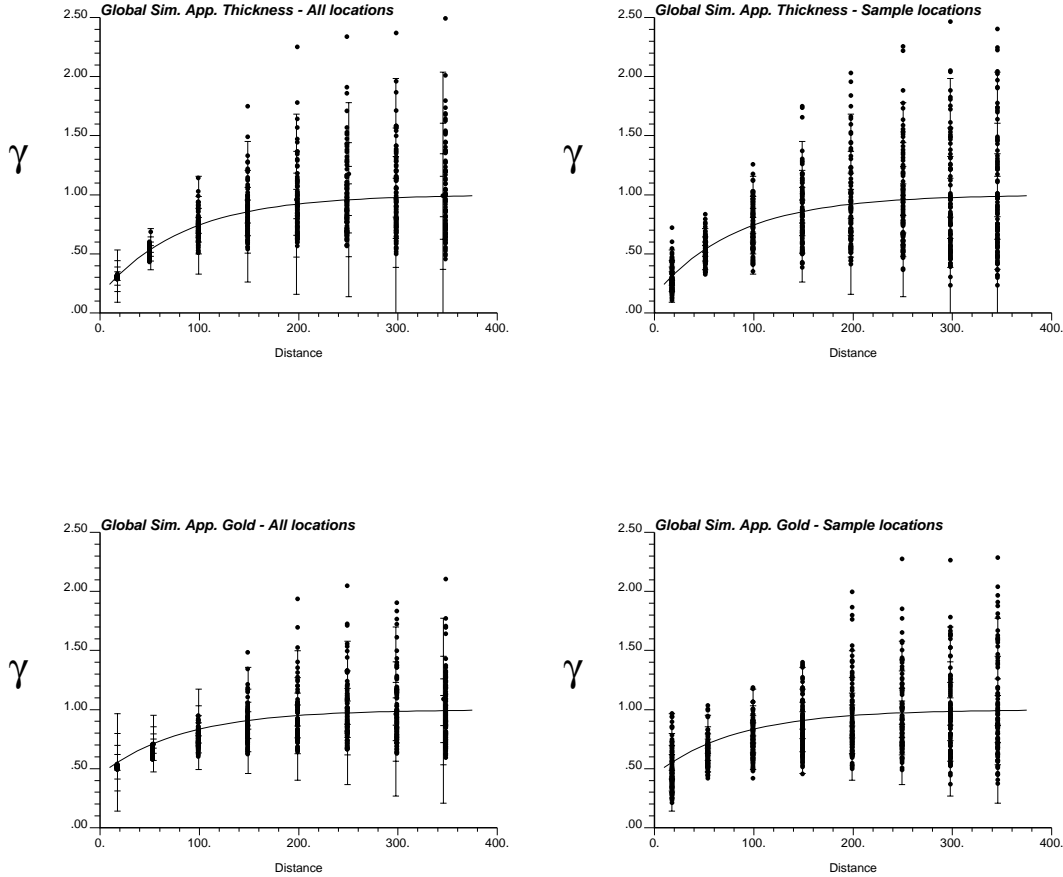 Global Sim. App. Thickness - All locations
γ
2.50
2.00
1.50
1.00
.50
.00
0. 100. 200. 300. 400.
Distance
Global Sim. App. Thickness - Sample locations
γ
2.50
2.00
1.50
1.00
.50
.00
0. 100. 200. 300. 400.
Distance
Global Sim. App. Gold - All locations
γ
2.50
2.00
1.50
1.00
.50
.00
0. 100. 200. 300. 400.
Distance
Global Sim. App. Gold - Sample locations
γ
2.50
2.00
1.50
1.00
.50
.00
0. 100. 200. 300. 400.
Distance